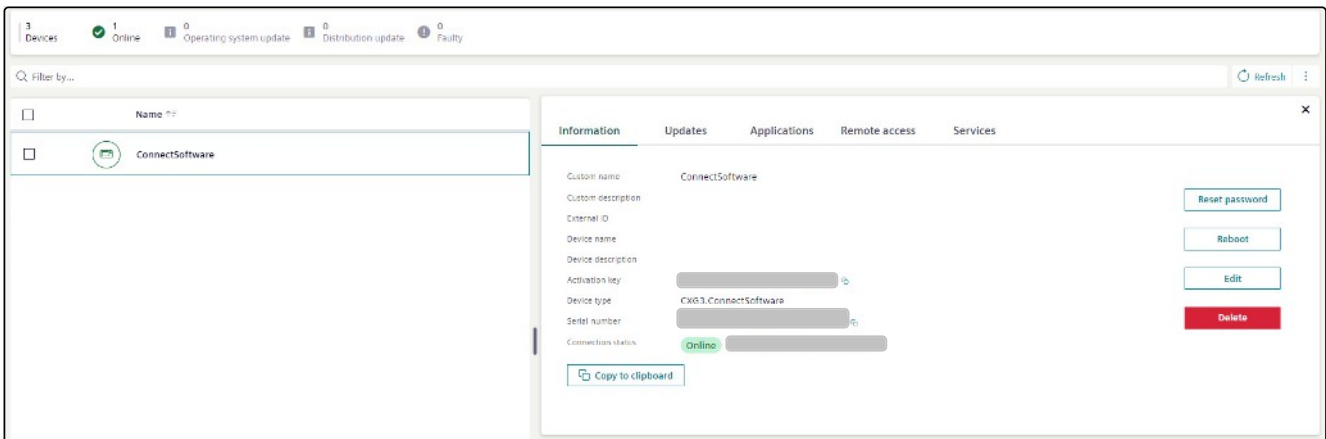 3
Devices
1
Online
0
Operating system update
0
Distribution update
0
Faulty
Filter by...
Refresh
Name
ConnectSoftware
Information Updates Applications Remote access Services
Custom name ConnectSoftware
Custom description
External ID
Device name
Device description
Activation key
Device type CXG3.ConnectSoftware
Serial number
Connection status Online
Copy to clipboard
Reset password
Reboot
Edit
Delete